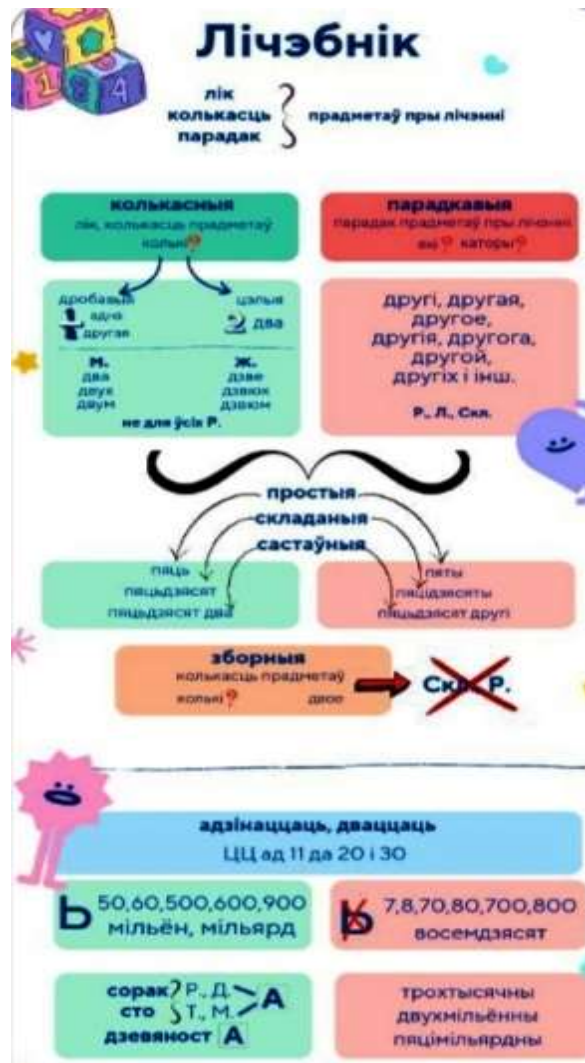 Лічэбнік
лік
колькасць
парадак
прадметаў пры лічэнні
колькасныя
лік, колькасць прадметаў
колькі?
парадкавыя
парадак прадметаў пры лічэнні
які? каторы?
дробавыя
1 адна
другая
цэлыя
2 два
М.
два
двух
двум
Ж.
дзве
дзвюх
дзвюм
не для ўсіх Р.
другі, другая,
другое,
другія, другога,
другой,
другіх і інш.
Р., Л., Скл.
простыя
складаныя
састаўныя
пяць
пяцьдзясят
пяцьдзясят два
пяты
пяцідзясяты
пяцьдзясят другі
зборныя
колькасць прадметаў
колькі? двое
Р.
адзінаццаць, дваццаць
ЦЦ ад 11 да 20 і 30
Ь 50,60,500,600,900
мільён, мільярд
Ь 7,8,70,80,700,800
восемдзясят
сорак Р., Д.
сто Т., М.
А
дзевяност А
трохтысячны
двухмільённы
пяцімільярдны